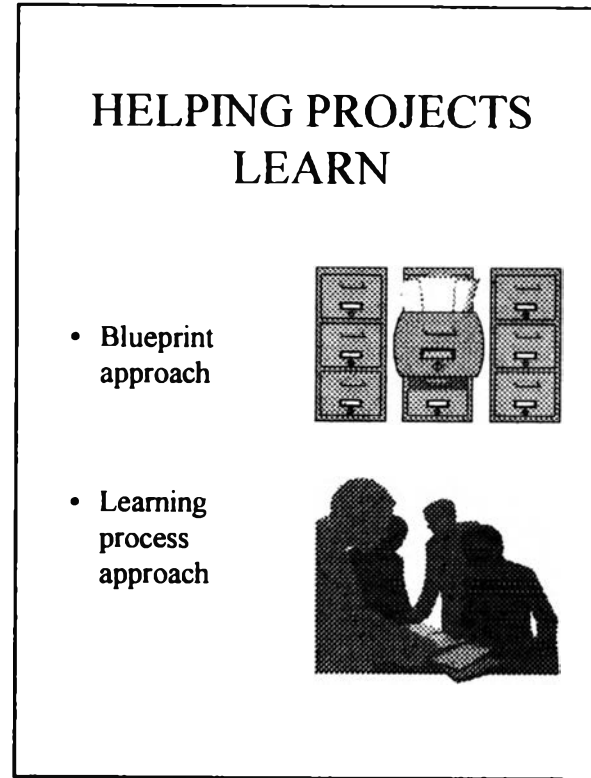 HELPING PROJECTS
LEARN
• Blueprint
approach
• Learning
process
approach